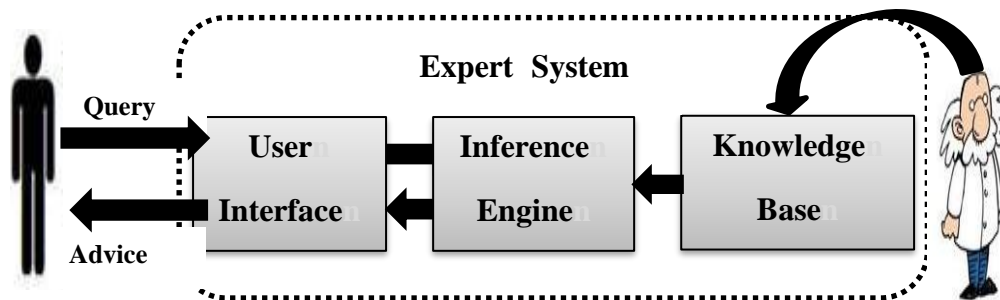 Expert System
Query
User
Interface
Advice
Inference
Engine
Knowledge
Base